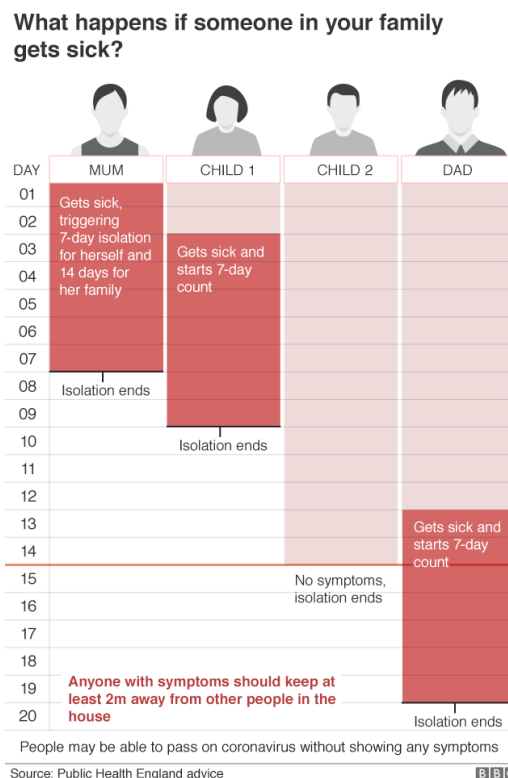 What happens if someone in your family
gets sick?
DAY
MUM
CHILD 1
CHILD 2
DAD
01
Gets sick,
triggering
7-day isolation
for herself and
14 days for
her family
02
03
Gets sick and
starts 7-day
count
04
05
06
07
08
Isolation ends
09
10
Isolation ends
11
12
13
Gets sick and
starts 7-day
count
14
15
No symptoms,
isolation ends
16
17
18
19
Anyone with symptoms should keep at
least 2m away from other people in the
house
20
Isolation ends
People may be able to pass on coronavirus without showing any symptoms
Source: Public Health England advice
BBC